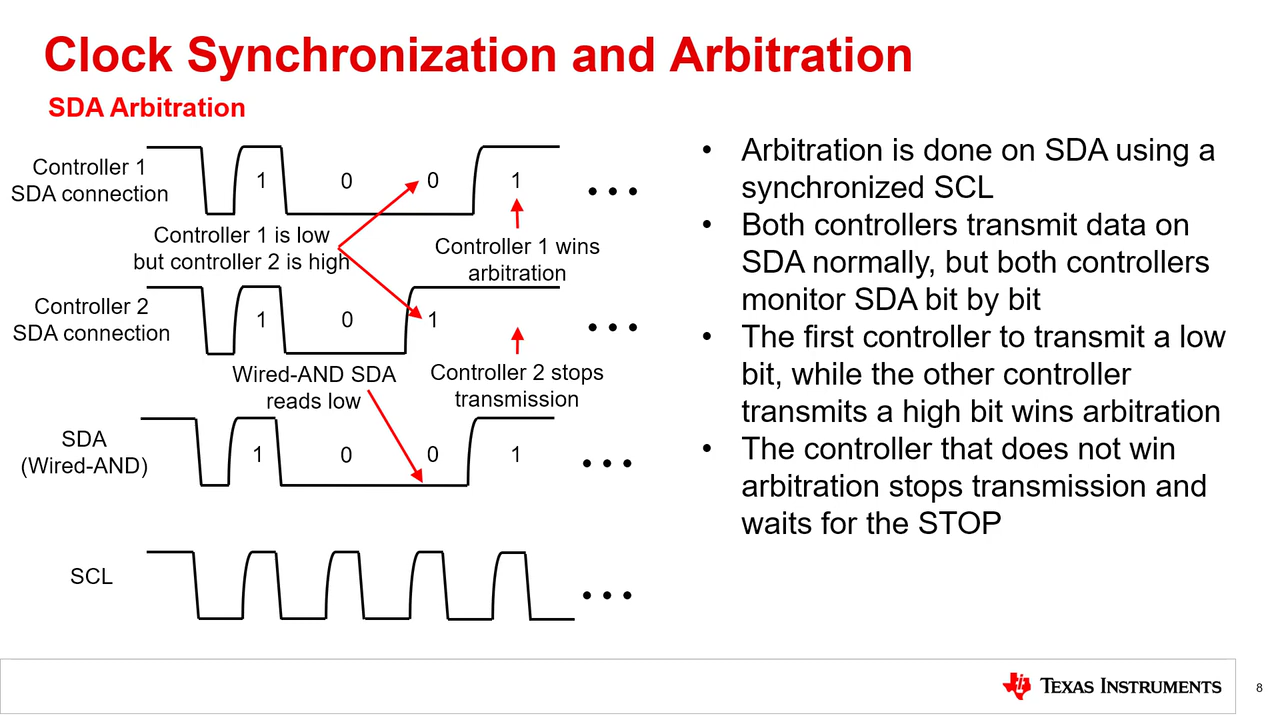 Clock Synchronization and Arbitration
SDA Arbitration
Controller 1
SDA connection
1
0
0
1
• • •
Controller 1 is low
but controller 2 is high
Controller 1 wins
arbitration
Controller 2
SDA connection
1
0
1
• • •
Wired-AND SDA
reads low
Controller 2 stops
transmission
SDA
(Wired-AND)
1
0
0
1
• • •
SCL
• • •
• Arbitration is done on SDA using a
synchronized SCL
• Both controllers transmit data on
SDA normally, but both controllers
monitor SDA bit by bit
• The first controller to transmit a low
bit, while the other controller
transmits a high bit wins arbitration
• The controller that does not win
arbitration stops transmission and
waits for the STOP
TEXAS INSTRUMENTS
8